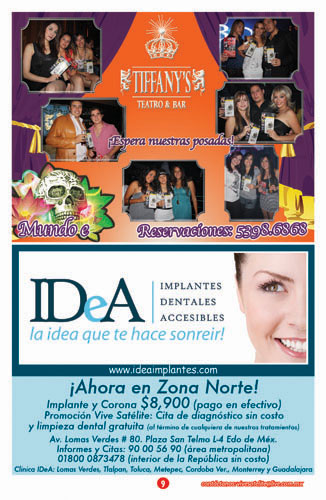 TIFFANY'S
TEATRO & BAR
¡Espera nuestras posadas!
Mundo e
Reservaciones: 5398.6868
IDeA
IMPLANTES
DENTALES
ACCESIBLES
la idea que te hace sonreir!
www.ideaimplantes.com
¡Ahora en Zona Norte!
Implante y Corona $8,900 (pago en efectivo)
Promoción Vive Satélite: Cita de diagnóstico sin costo
y limpieza dental gratuita (al término de cualquiera de nuestros tratamientos)
Av. Lomas Verdes # 80. Plaza San Telmo L-4 Edo de Méx.
Informes y Citas: 90 00 56 90 (área metropolitana)
01800 0873478 (interior de la República sin costo)
Clínica IDeA: Lomas Verdes, Tlalpan, Toluca, Metepec, Cordoba Ver., Monterrey y Guadalajara
9